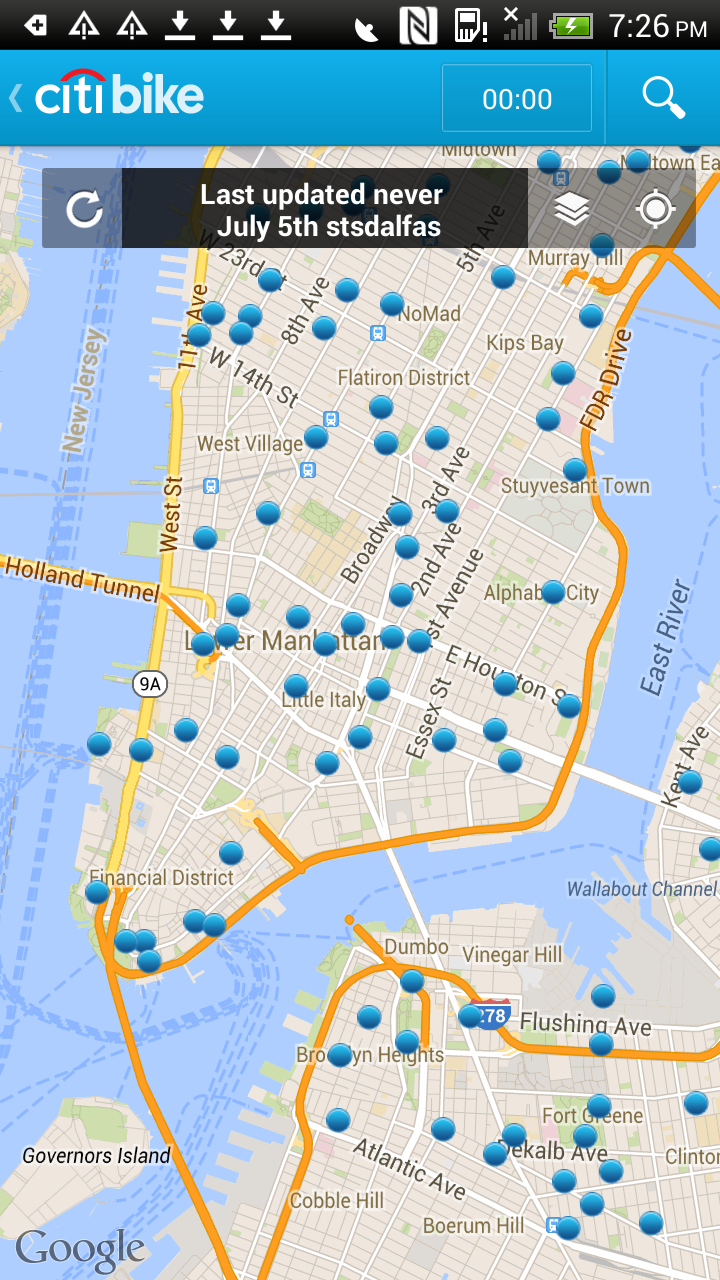 7:26 PM
citi bike
00:00
Midtown
Midtown Ea
Last updated never
July 5th stsdalfas
5th Ave
Murray Hill
W 23rd St
11th Ave
8th Ave
NoMad
New Jersey
Kips Bay
FDR Drive
W 14th St
Flatiron District
West Village
3rd Ave
Stuyvesant Town
West St
Broadway
2nd Ave
1st Avenue
Holland Tunnel
Alphabet City
East River
Lower Manhattan
E Houston S
9A
Little Italy
Essex St
Kent Ave
Financial District
Wallabout Channel
Dumbo
Vinegar Hill
278
Flushing Ave
Brooklyn Heights
Fort Greene
Governors Island
Atlantic Ave
Dekalb Ave
Clinton
Cobble Hill
Boerum Hill
Google